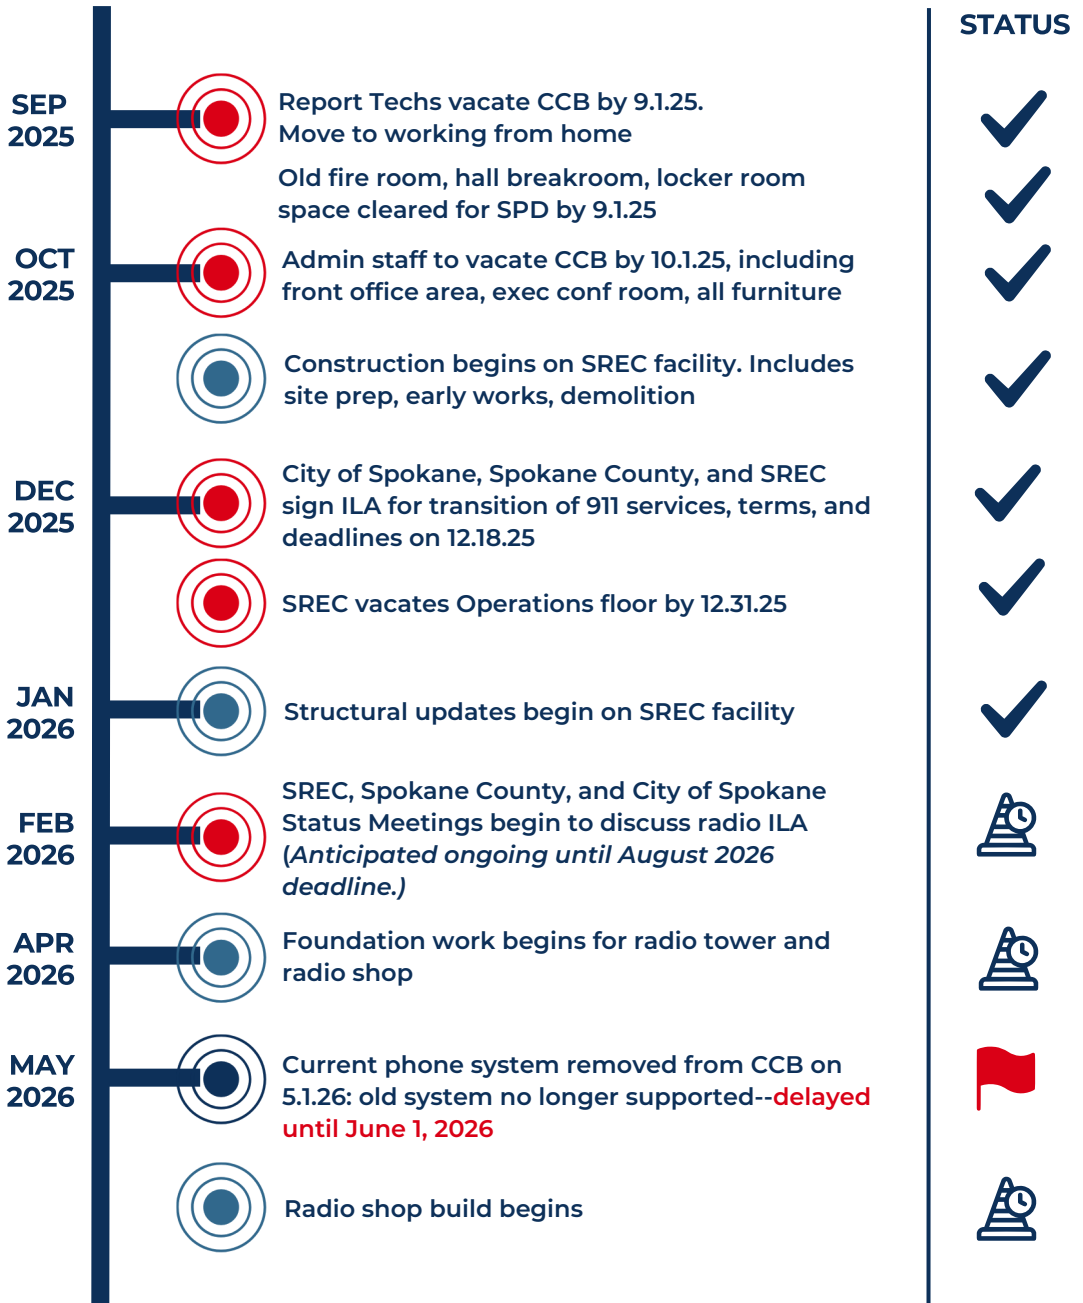 STATUS
SEP
2025
Report Techs vacate CCB by 9.1.25.
Move to working from home
Old fire room, hall breakroom, locker room
space cleared for SPD by 9.1.25
OCT
2025
Admin staff to vacate CCB by 10.1.25, including
front office area, exec conf room, all furniture
Construction begins on SREC facility. Includes
site prep, early works, demolition
DEC
2025
City of Spokane, Spokane County, and SREC
sign ILA for transition of 911 services, terms, and
deadlines on 12.18.25
SREC vacates Operations floor by 12.31.25
JAN
2026
Structural updates begin on SREC facility
FEB
2026
SREC, Spokane County, and City of Spokane
Status Meetings begin to discuss radio ILA
(Anticipated ongoing until August 2026
deadline.)
APR
2026
Foundation work begins for radio tower and
radio shop
MAY
2026
Current phone system removed from CCB on
5.1.26: old system no longer supported--delayed
until June 1, 2026
Radio shop build begins